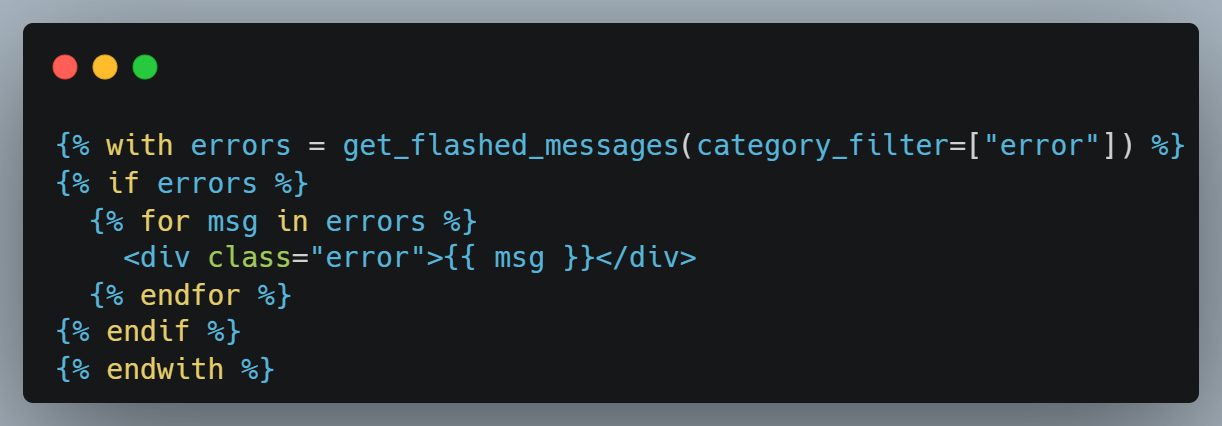 {% with errors = get_flashed_messages(category_filter=["error"]) %}
{% if errors %}
  {% for msg in errors %}
    <div class="error">{{ msg }}</div>
  {% endfor %}
{% endif %}
{% endwith %}